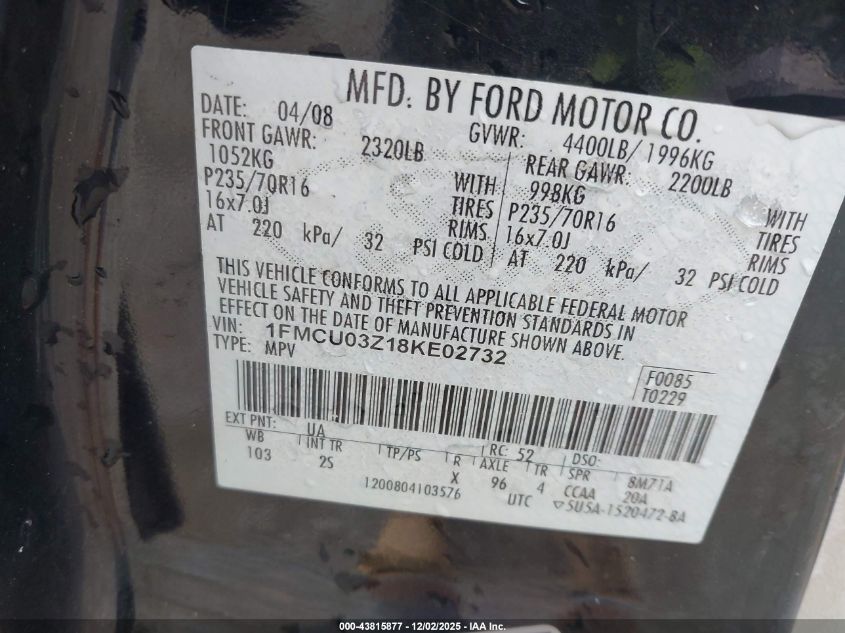 MFD. BY FORD MOTOR CO.
DATE: 04/08 GVWR: 4400LB/1996KG
FRONT GAWR: 2320LB REAR GAWR: 2200LB
1052KG WITH 998KG WITH
P235/70R16 TIRES P235/70R16 TIRES
16x7.0J RIMS 16x7.0J RIMS
AT 220 kPa/ 32 PSI COLD AT 220 kPa/ 32 PSI COLD
THIS VEHICLE CONFORMS TO ALL APPLICABLE FEDERAL MOTOR
VEHICLE SAFETY AND THEFT PREVENTION STANDARDS IN
EFFECT ON THE DATE OF MANUFACTURE SHOWN ABOVE.
VIN: 1FMCU03Z18KE02732
TYPE: MPV
F0085
T0229
EXT PNT: UA RC: 52 DSO:
WB INT TR TP/PS R AXLE TR SPR 8M71A
103 2S X 96 4 CCAA 20A
1200804103576 UTC ▽5U5A-1520472-BA
000-43815877 - 12/02/2025 - IAA Inc.